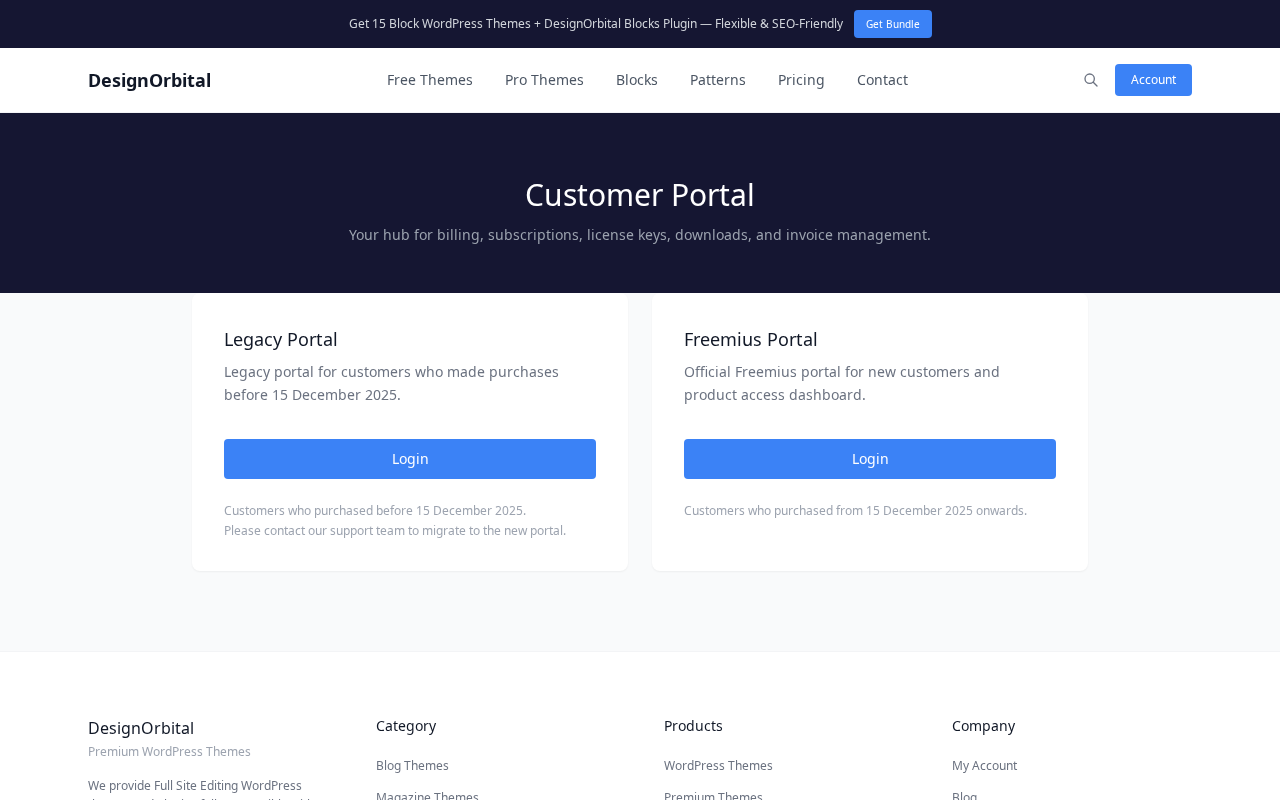 Get 15 Block WordPress Themes + DesignOrbital Blocks Plugin — Flexible & SEO-Friendly
Get Bundle
DesignOrbital
Free Themes
Pro Themes
Blocks
Patterns
Pricing
Contact
Account
Customer Portal
Your hub for billing, subscriptions, license keys, downloads, and invoice management.
Legacy Portal
Legacy portal for customers who made purchases
before 15 December 2025.
Login
Customers who purchased before 15 December 2025.
Please contact our support team to migrate to the new portal.
Freemius Portal
Official Freemius portal for new customers and
product access dashboard.
Login
Customers who purchased from 15 December 2025 onwards.
DesignOrbital
Premium WordPress Themes
We provide Full Site Editing WordPress
Category
Blog Themes
Magazine Themes
Products
WordPress Themes
Premium Themes
Company
My Account
Blog